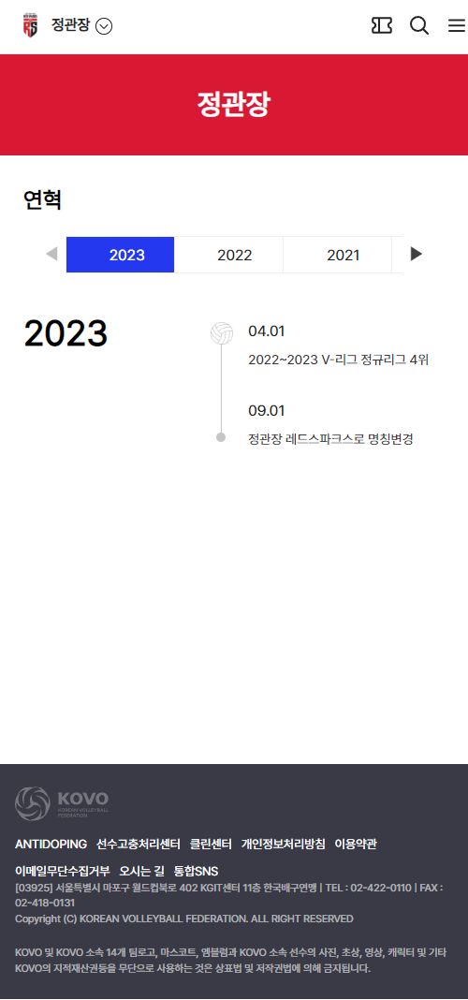 정관장
정관장
연혁
2023 2022 2021
2023
04.01
2022~2023 V-리그 정규리그 4위
09.01
정관장 레드스파크스로 명칭변경
KOVO
KOREAN VOLLEYBALL
FEDERATION
ANTIDOPING 선수고충처리센터 클린센터 개인정보처리방침 이용약관
이메일무단수집거부 오시는 길 통합SNS
[03925] 서울특별시 마포구 월드컵북로 402 KGIT센터 11층 한국배구연맹 | TEL : 02-422-0110 | FAX :
02-418-0131
Copyright (C) KOREAN VOLLEYBALL FEDERATION. ALL RIGHT RESERVED
KOVO 및 KOVO 소속 14개 팀로고, 마스코트, 엠블럼과 KOVO 소속 선수의 사진, 초상, 영상, 캐릭터 및 기타
KOVO의 지적재산권등을 무단으로 사용하는 것은 상표법 및 저작권법에 의해 금지됩니다.